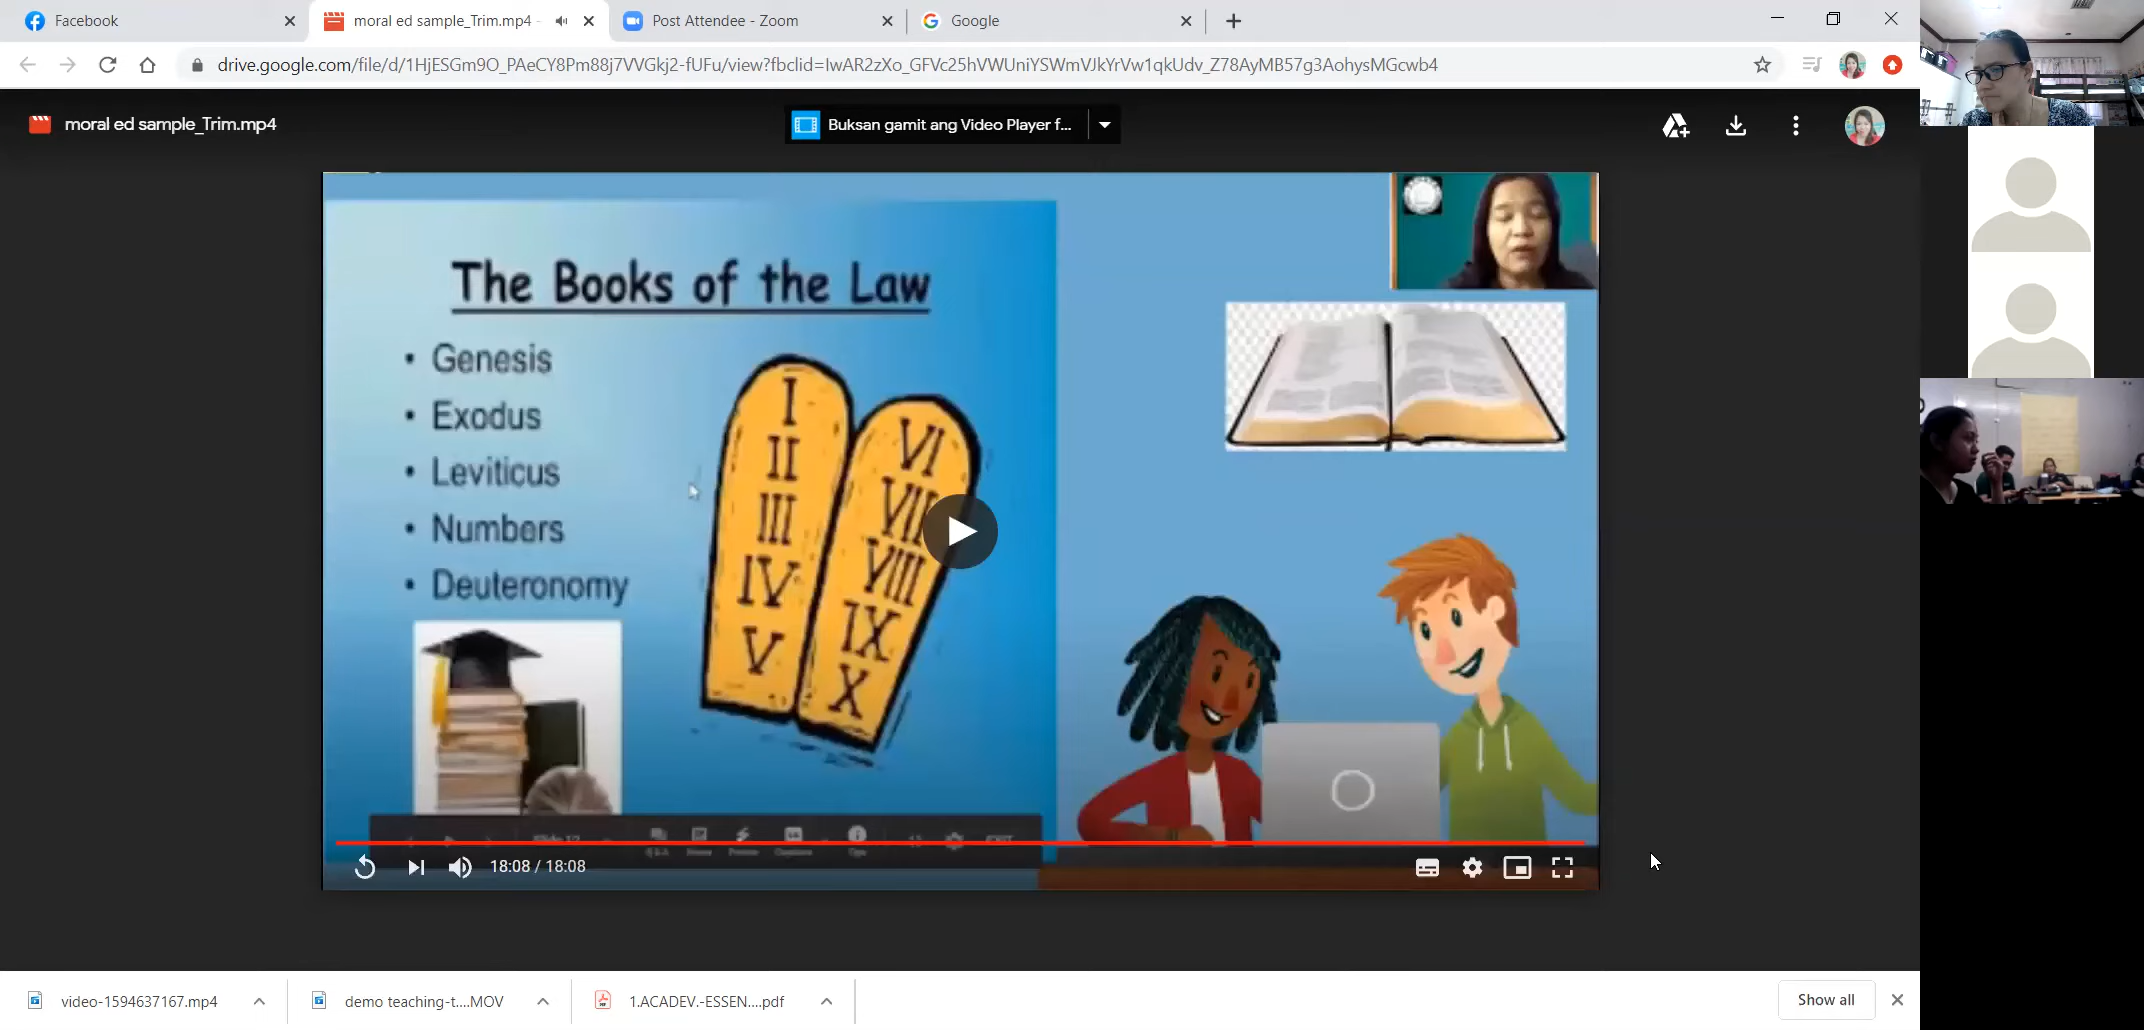 Facebook
moral ed sample_Trim.mp4 -
Post Attendee - Zoom
Google
drive.google.com/file/d/1HjESGm9O_PAeCY8Pm88j7VVGkj2-fUFu/view?fbclid=IwAR2zXo_GFVc25hVWUniYSWmVJkYrVw1qkUdv_Z78AyMB57g3AohysMGcwb4
moral ed sample_Trim.mp4
Buksan gamit ang Video Player f...
The Books of the Law
• Genesis
• Exodus
• Leviticus
• Numbers
• Deuteronomy
I
II
III
IV
V
VI
VII
VIII
IX
X
18:08 / 18:08
video-1594637167.mp4
demo teaching-t....MOV
1.ACADEV.-ESSEN....pdf
Show all